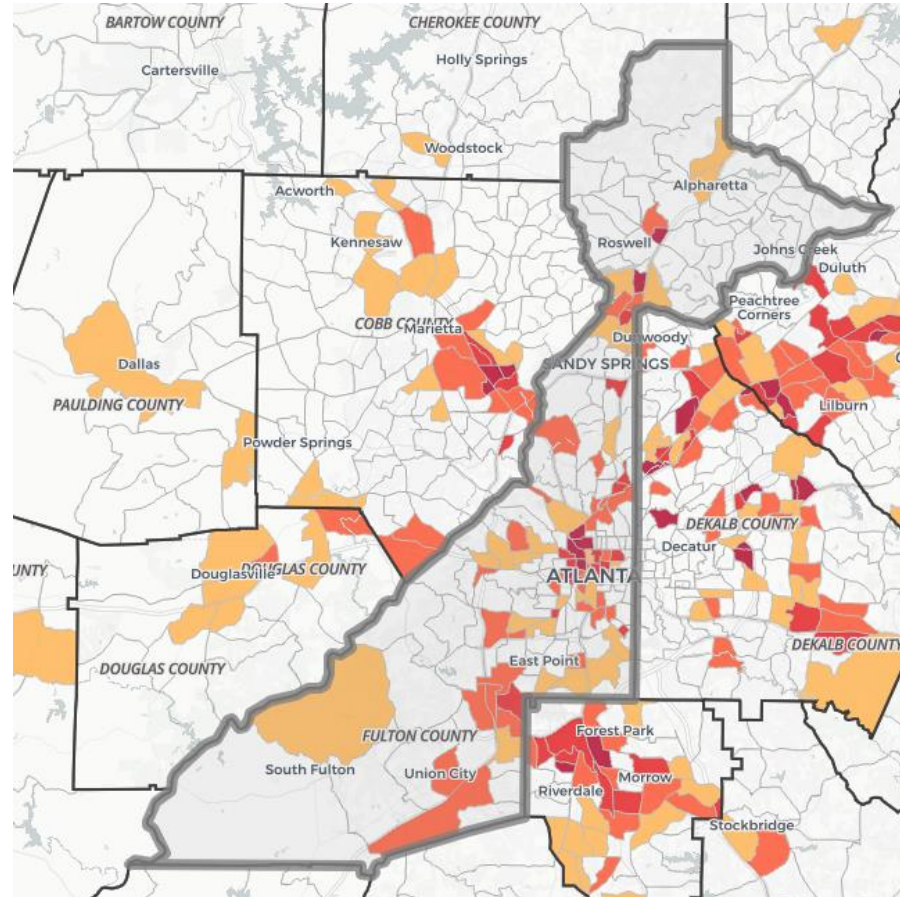 BARTOW COUNTY
CHEROKEE COUNTY
Holly Springs
Cartersville
Woodstock
Alpharetta
Acworth
Kennesaw
Roswell
Johns Creek
Duluth
Peachtree
Corners
COBB COUNTY
Marietta
Dunwoody
Dallas
SANDY SPRINGS
PAULDING COUNTY
Lilburn
Powder Springs
DEKALB COUNTY
Decatur
UNTY
Douglasville
DOUGLAS COUNTY
ATLANTA
DEKALB COUNTY
DOUGLAS COUNTY
East Point
FULTON COUNTY
Forest Park
South Fulton
Union City
Morrow
Riverdale
Stockbridge